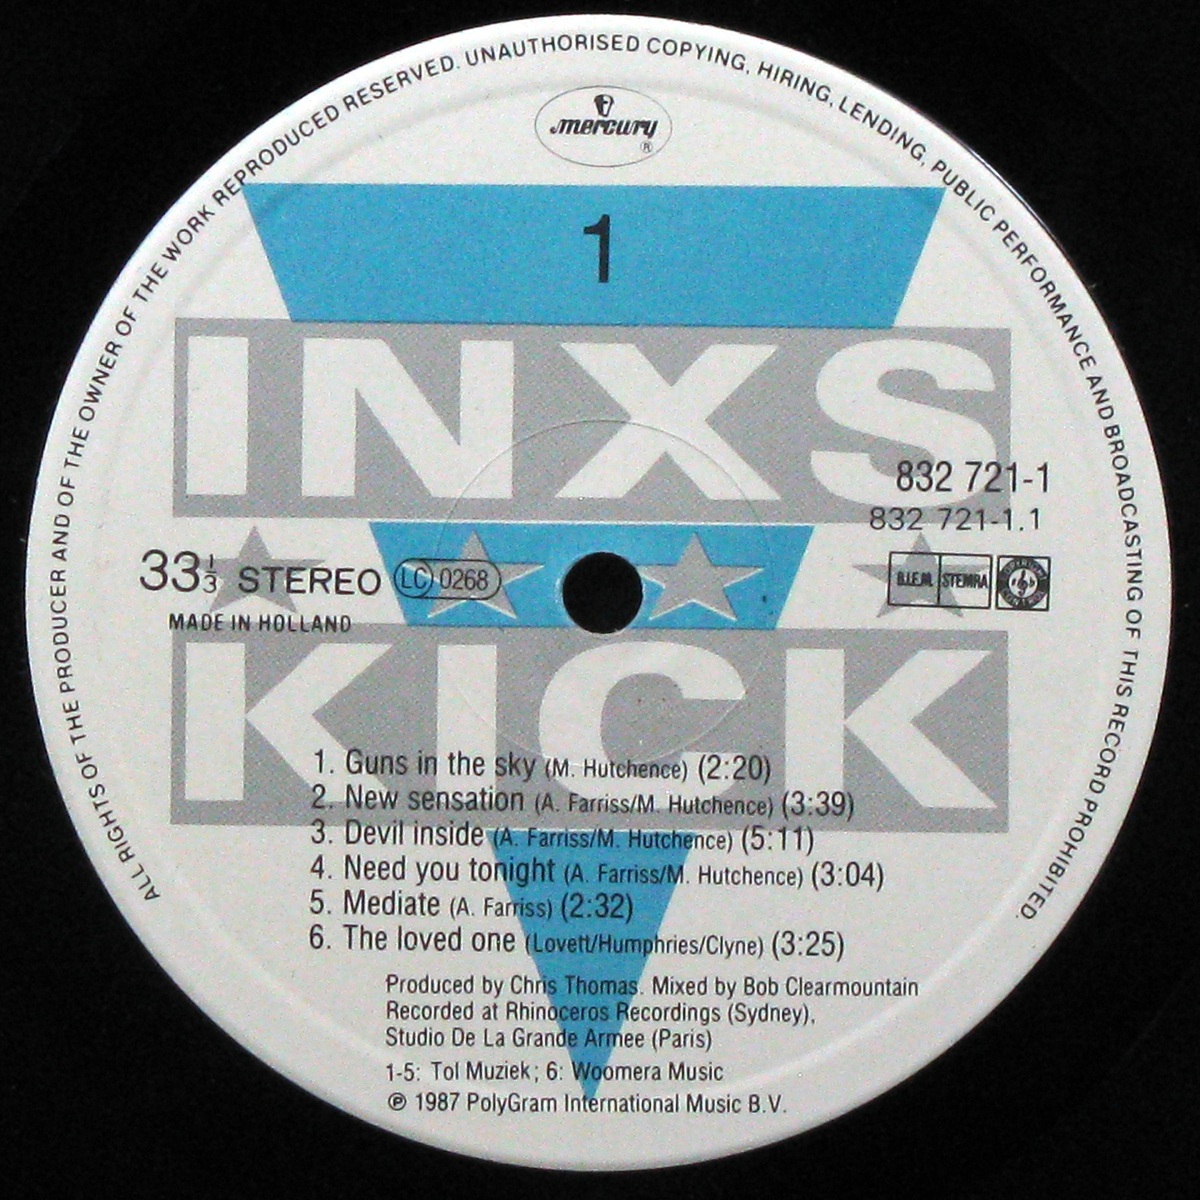 ALL RIGHTS OF THE PRODUCER AND OF THE OWNER OF THE WORK REPRODUCED RESERVED. UNAUTHORISED COPYING, HIRING, LENDING, PUBLIC PERFORMANCE AND BROADCASTING OF THIS RECORD PROHIBITED.
mercury
®
1
INXS
832 721-1
832 721-1.1
33 1/3 STEREO LC 0268
B.I.E.M. STEMRA
MADE IN HOLLAND
KICK
1. Guns in the sky (M. Hutchence) (2:20)
2. New sensation (A. Farriss/M. Hutchence) (3:39)
3. Devil inside (A. Farriss/M. Hutchence) (5:11)
4. Need you tonight (A. Farriss/M. Hutchence) (3:04)
5. Mediate (A. Farriss) (2:32)
6. The loved one (Lovett/Humphries/Clyne) (3:25)
Produced by Chris Thomas. Mixed by Bob Clearmountain
Recorded at Rhinoceros Recordings (Sydney),
Studio De La Grande Armee (Paris)
1-5: Tol Muziek; 6: Woomera Music
℗ 1987 PolyGram International Music B.V.